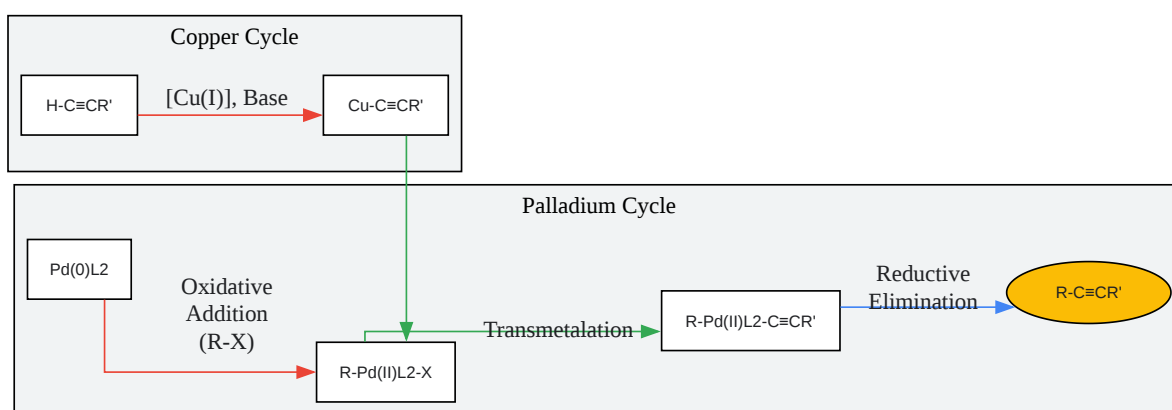 Copper Cycle
H-C≡CR'
[Cu(I)], Base
Cu-C≡CR'
Palladium Cycle
Pd(0)L2
Oxidative
Addition
(R-X)
R-Pd(II)L2-X
Transmetalation
R-Pd(II)L2-C≡CR'
Reductive
Elimination
R-C≡CR'